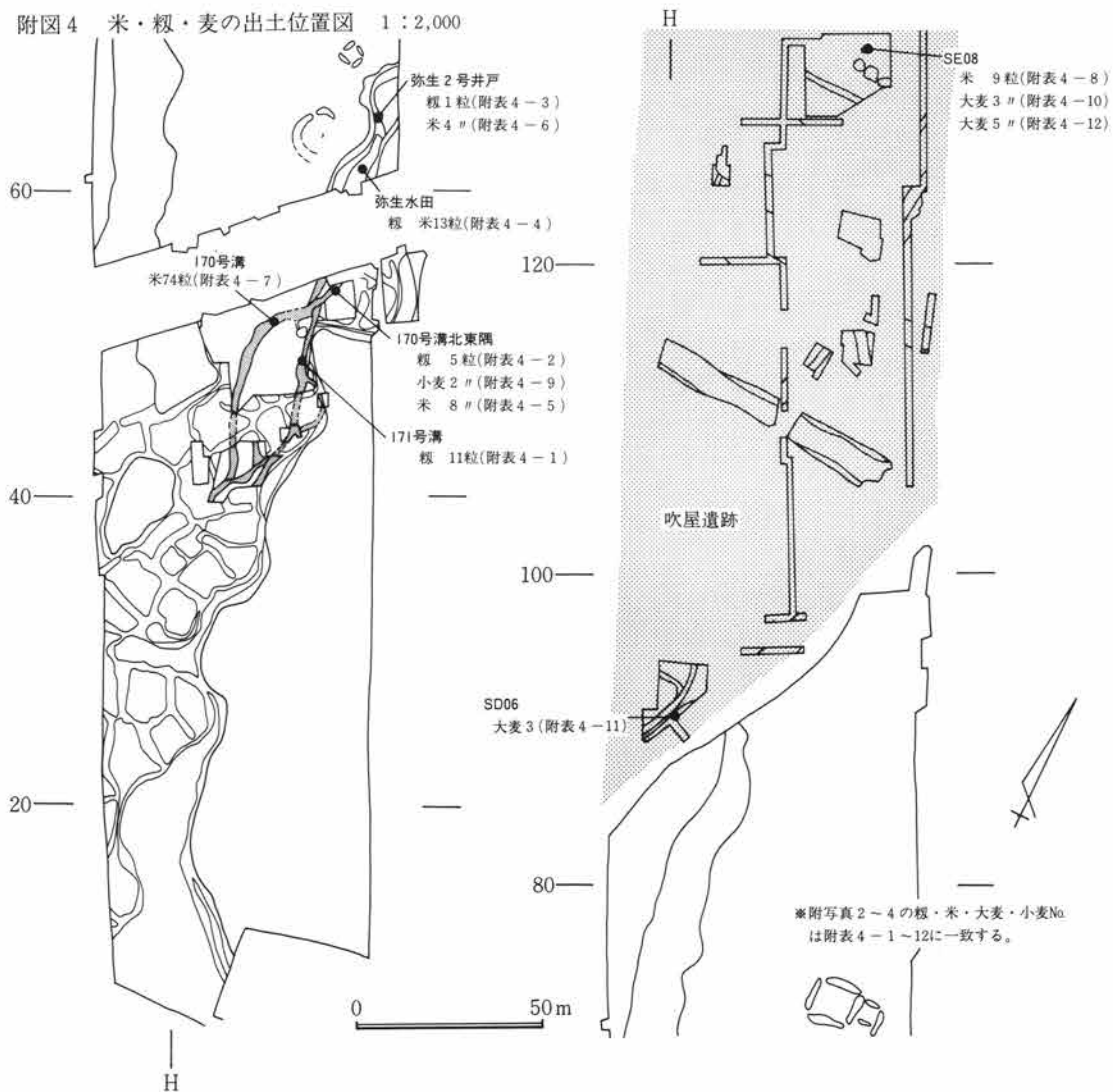 附図4 米・籾・麦の出土位置図 1：2,000
弥生2号井戸
籾1粒(附表4-3)
米4〃(附表4-6)
60
弥生水田
籾 米13粒(附表4-4)
170号溝
米74粒(附表4-7)
170号溝北東隅
籾 5粒(附表4-2)
小麦2〃(附表4-9)
米 8〃(附表4-5)
171号溝
籾 11粒(附表4-1)
40
20
0 50m
H
H
SE08
米 9粒(附表4-8)
大麦3〃(附表4-10)
大麦5〃(附表4-12)
120
吹屋遺跡
100
SD06
大麦3(附表4-11)
80
※附写真2～4の籾・米・大麦・小麦No.
は附表4-1～12に一致する。